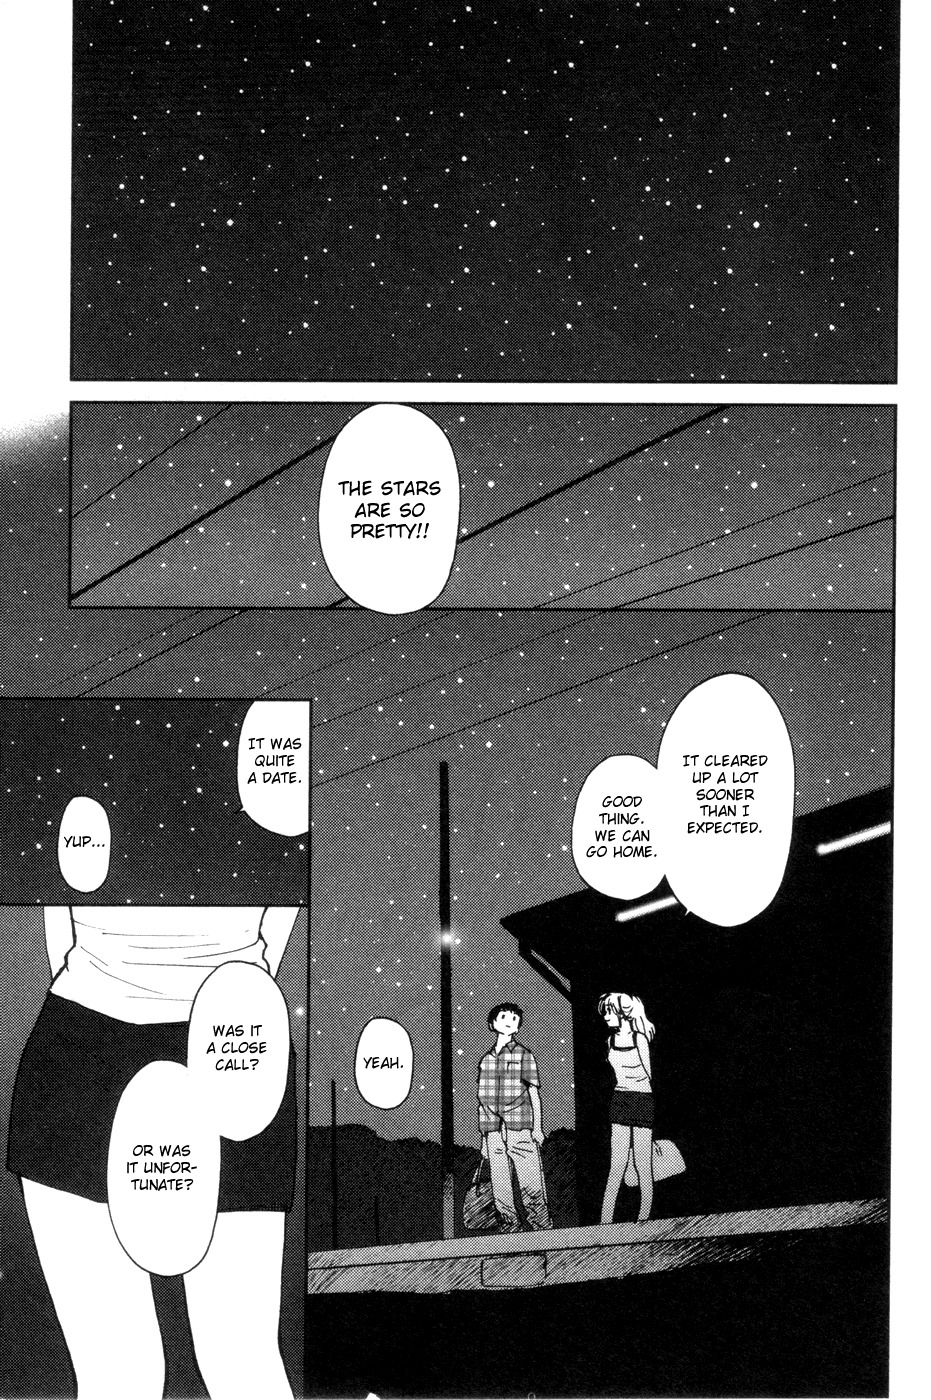 THE STARS
ARE SO
PRETTY!!
IT CLEARED
UP A LOT
SOONER
THAN I
EXPECTED.
GOOD
THING.
WE CAN
GO HOME.
YEAH.
IT WAS
QUITE
A DATE.
YUP...
WAS IT
A CLOSE
CALL?
OR WAS
IT UNFOR-
TUNATE?